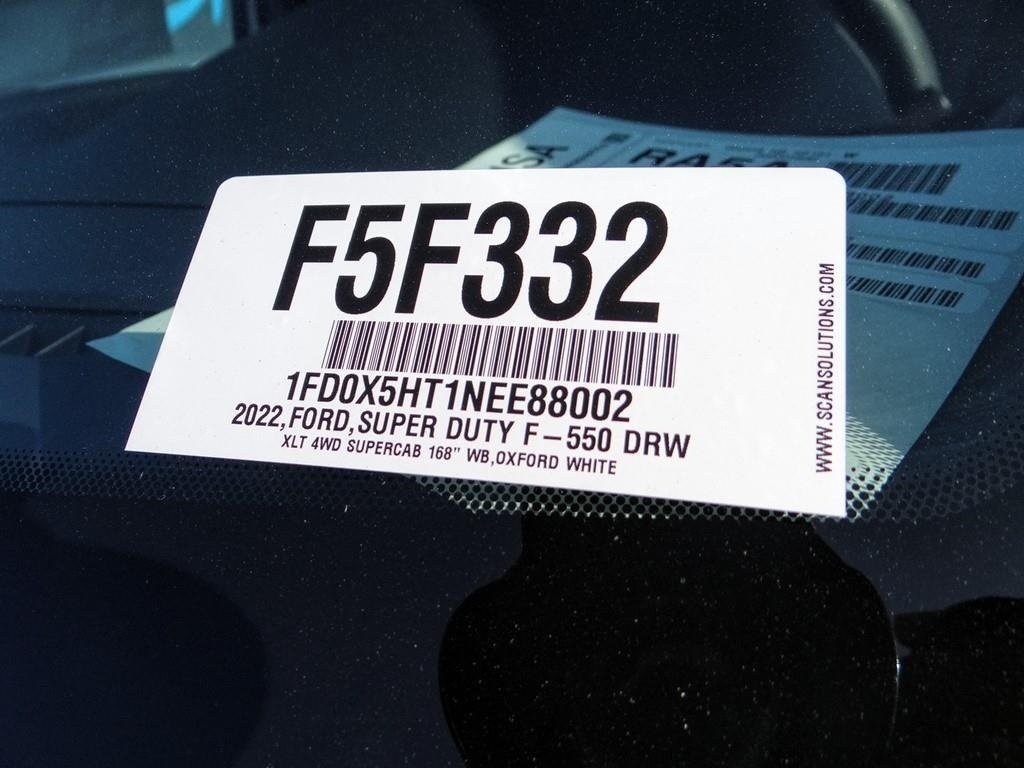 F5F332
1FD0X5HT1NEE88002
2022,FORD,SUPER DUTY F-550 DRW
XLT 4WD SUPERCAB 168" WB,OXFORD WHITE
WWW.SCANSOLUTIONS.COM